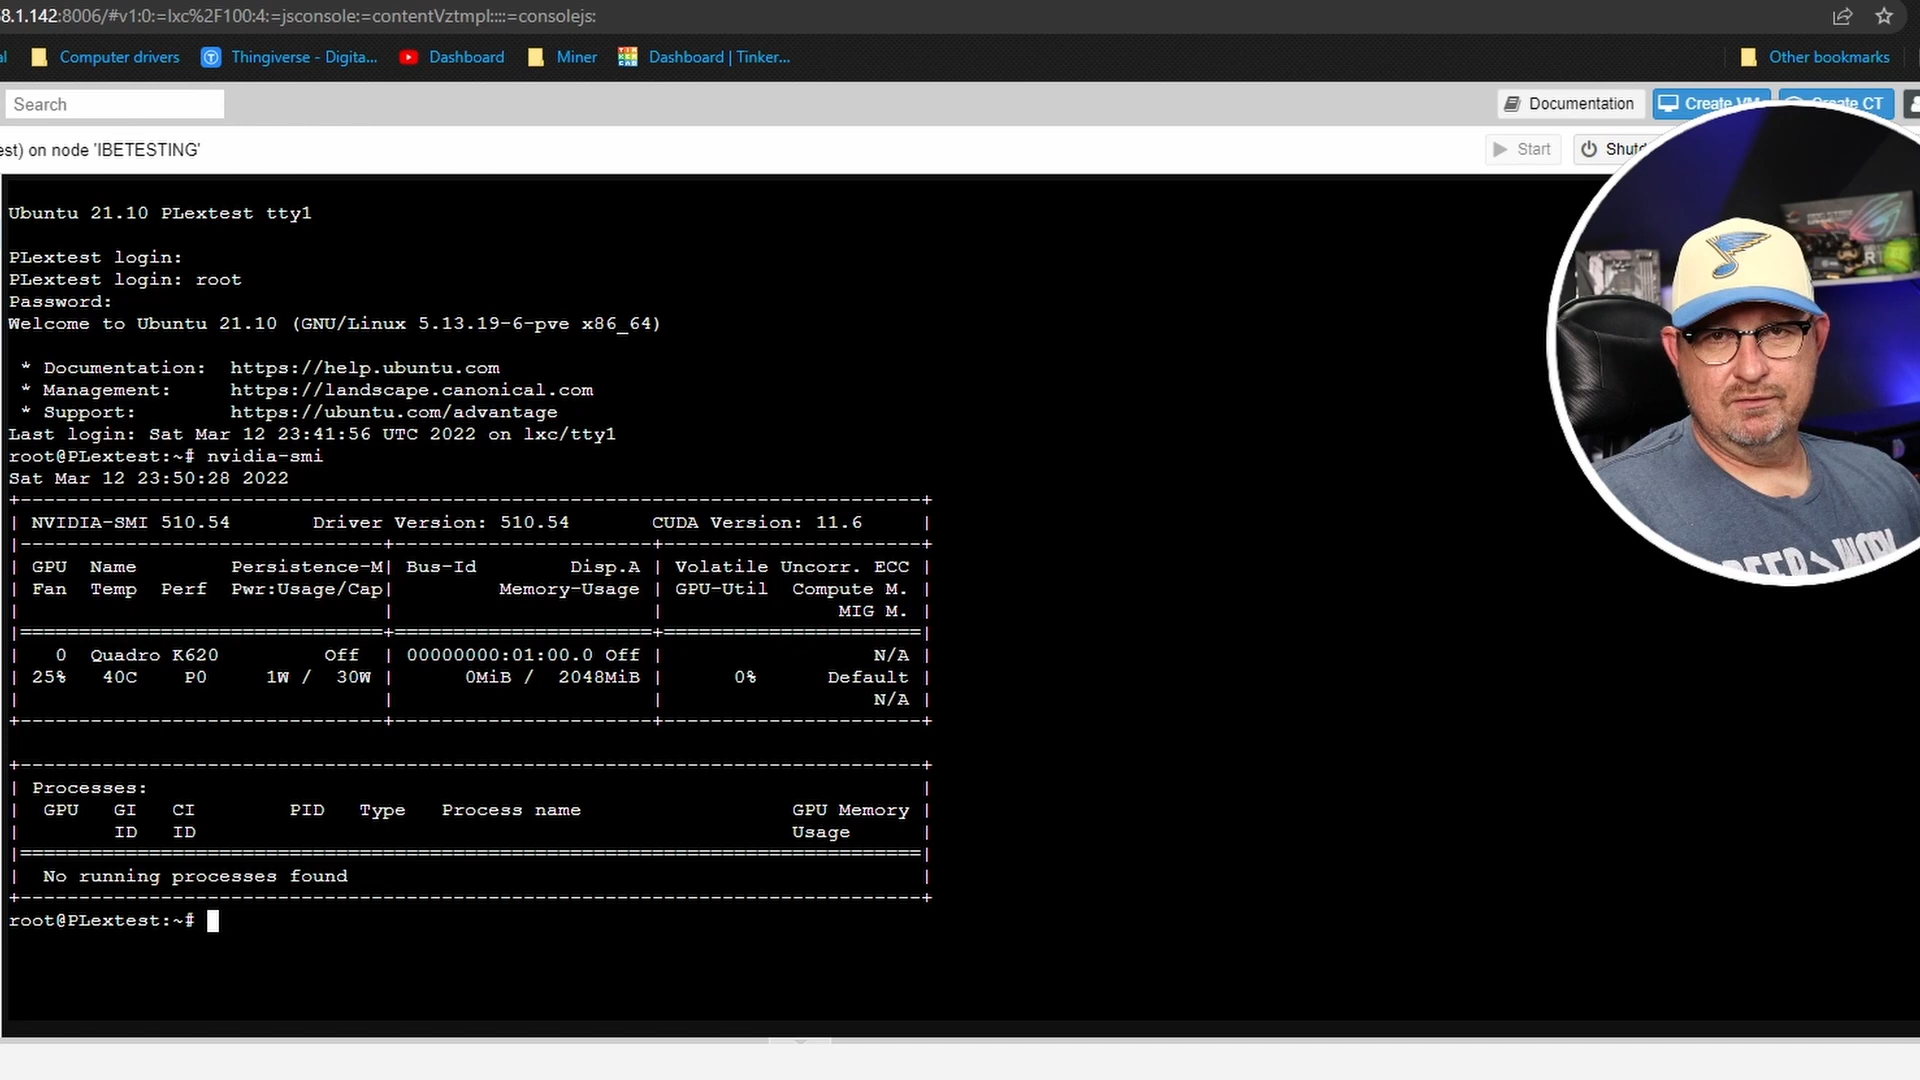 8.1.142:8006/#v1:0:=lxc%2F100:4:=jsconsole:=contentVztmpl::::=consolejs:
al Computer drivers Thingiverse - Digita... Dashboard Miner Dashboard | Tinker... Other bookmarks
Search Documentation Create VM Create CT
est) on node 'IBETESTING' Start Shutd
Ubuntu 21.10 PLextest tty1
PLextest login:
PLextest login: root
Password:
Welcome to Ubuntu 21.10 (GNU/Linux 5.13.19-6-pve x86_64)
* Documentation:  https://help.ubuntu.com
* Management:     https://landscape.canonical.com
* Support:        https://ubuntu.com/advantage
Last login: Sat Mar 12 23:41:56 UTC 2022 on lxc/tty1
root@PLextest:~# nvidia-smi
Sat Mar 12 23:50:28 2022
NVIDIA-SMI 510.54 Driver Version: 510.54 CUDA Version: 11.6
GPU Name Persistence-M| Bus-Id Disp.A | Volatile Uncorr. ECC
Fan Temp Perf Pwr:Usage/Cap| Memory-Usage | GPU-Util Compute M.
MIG M.
0 Quadro K620 Off | 00000000:01:00.0 Off | N/A
25% 40C P0 1W / 30W | 0MiB / 2048MiB | 0% Default
N/A
Processes:
GPU GI CI PID Type Process name GPU Memory
ID ID Usage
No running processes found
root@PLextest:~#